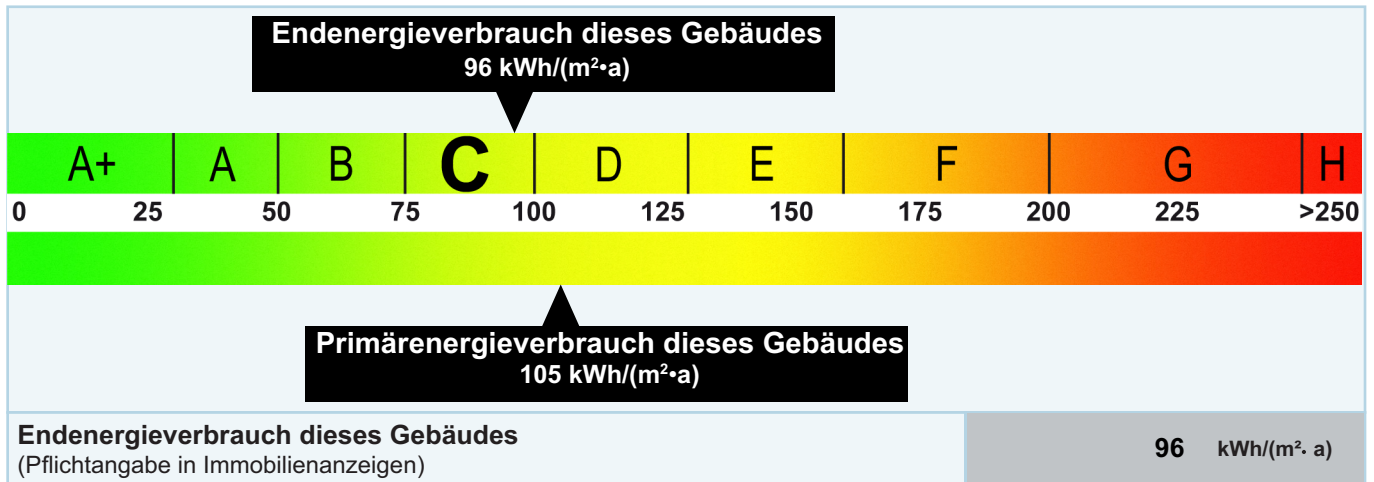 Endenergieverbrauch dieses Gebäudes
96 kWh/(m²•a)
A+ A B C D E F G H
0 25 50 75 100 125 150 175 200 225 >250
Primärenergieverbrauch dieses Gebäudes
105 kWh/(m²•a)
Endenergieverbrauch dieses Gebäudes
(Pflichtangabe in Immobilienanzeigen)
96 kWh/(m²· a)